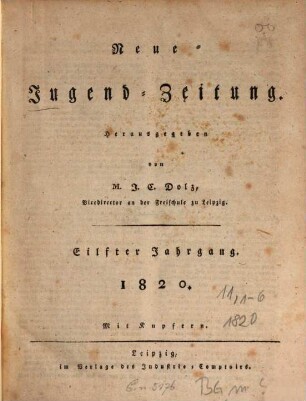 Neue
Jugend-Zeitung.
Herausgegeben
von
M. J. C. Dolz,
Vicedirector an der Freischule zu Leipzig.
Eilfter Jahrgang.
1820.
11,1-6
1820
Mit Kupfern.
Leipzig,
im Verlage des Industrie-Comptoirs.